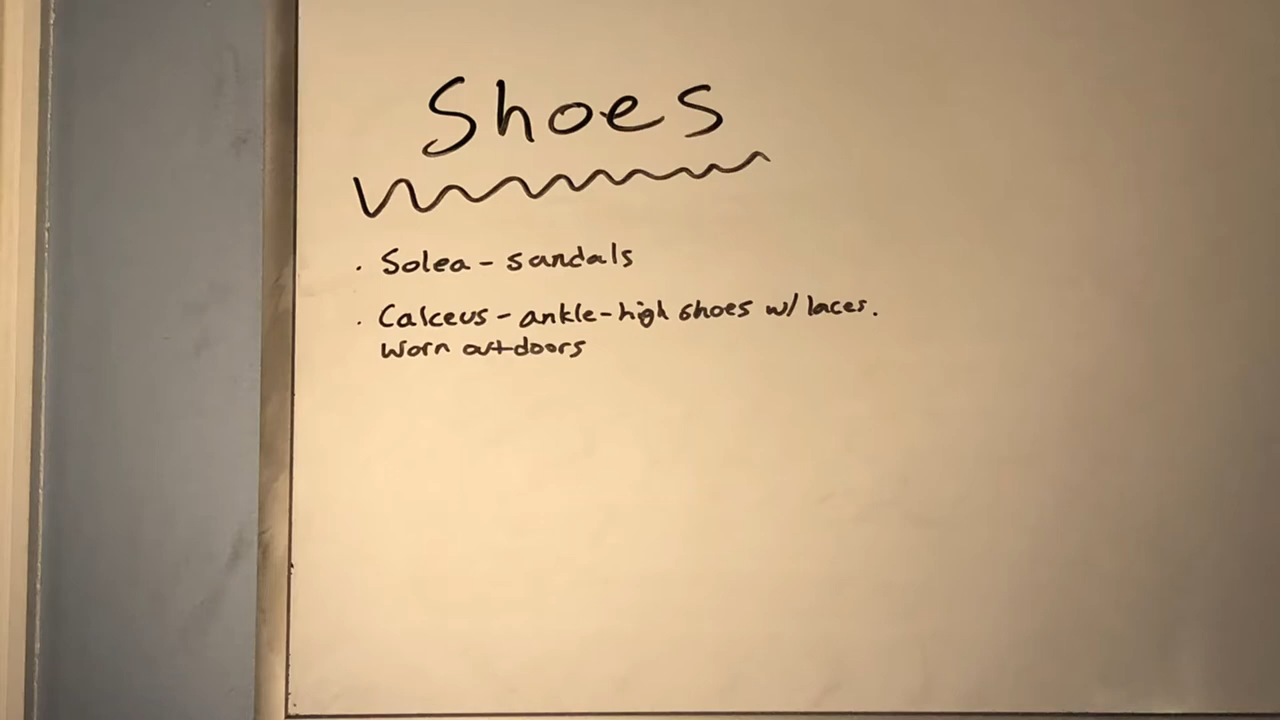 Shoes
· Solea - sandals
· Calceus - ankle-high shoes w/ laces.
Worn outdoors